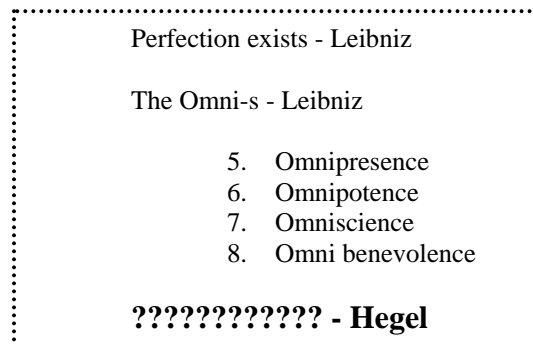 Perfection exists - Leibniz
The Omni-s - Leibniz
5. Omnipresence
6. Omnipotence
7. Omniscience
8. Omni benevolence
???????????? - Hegel